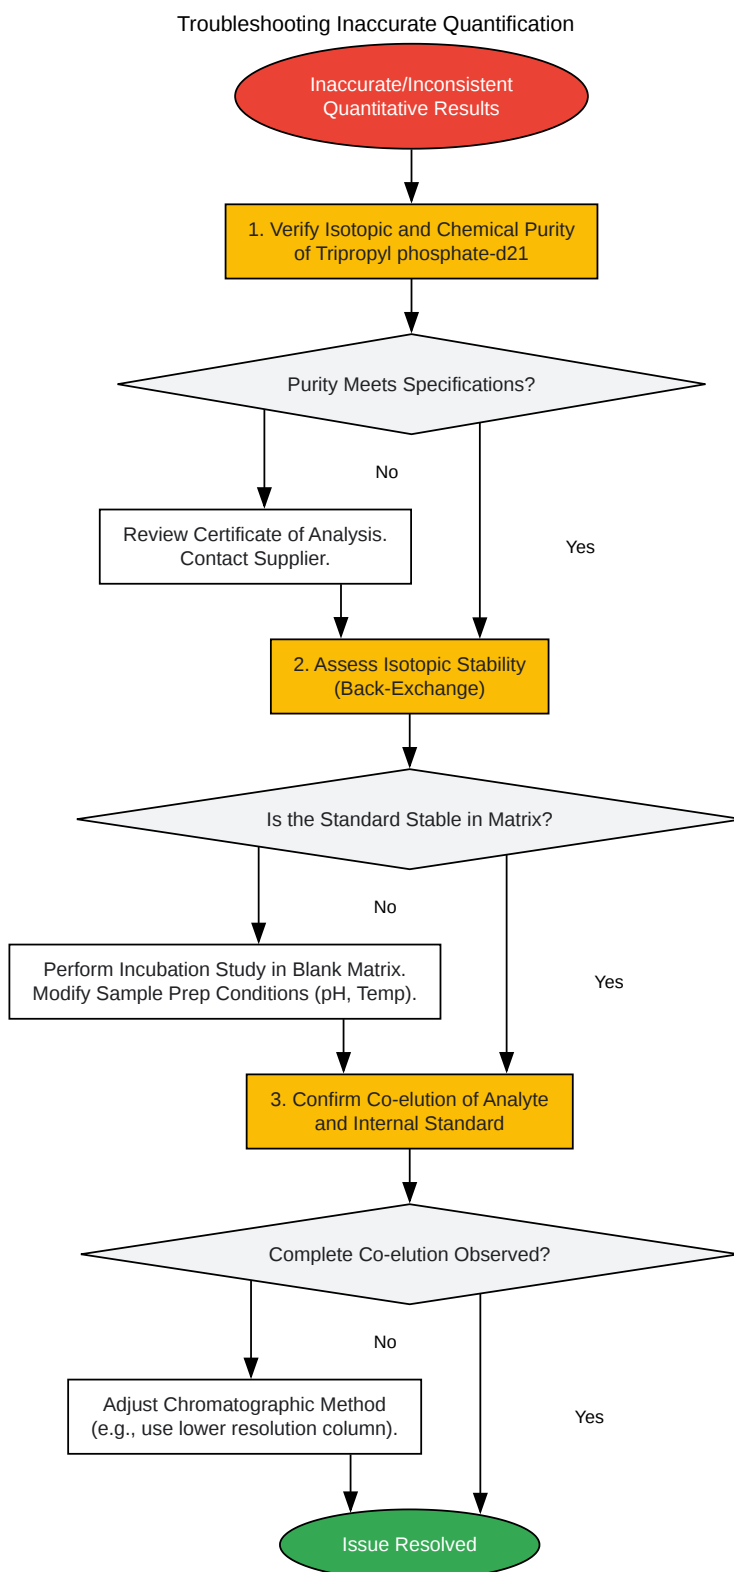 Troubleshooting Inaccurate Quantification
Inaccurate/Inconsistent
Quantitative Results
1. Verify Isotopic and Chemical Purity
of Tripropyl phosphate-d21
Purity Meets Specifications?
No
Review Certificate of Analysis.
Contact Supplier.
Yes
2. Assess Isotopic Stability
(Back-Exchange)
Is the Standard Stable in Matrix?
No
Perform Incubation Study in Blank Matrix.
Modify Sample Prep Conditions (pH, Temp).
Yes
3. Confirm Co-elution of Analyte
and Internal Standard
Complete Co-elution Observed?
No
Adjust Chromatographic Method
(e.g., use lower resolution column).
Yes
Issue Resolved